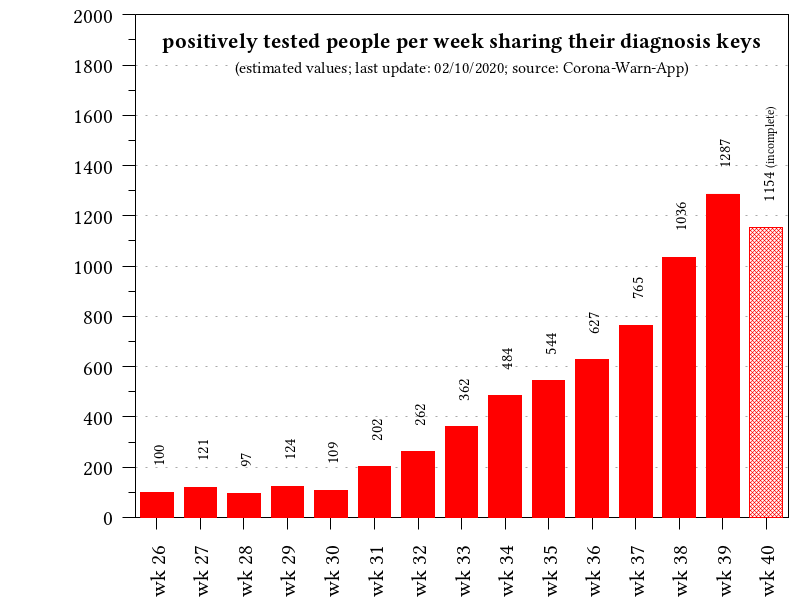 positively tested people per week sharing their diagnosis keys
(estimated values; last update: 02/10/2020; source: Corona-Warn-App)
2000
1800
1600
1400
1200
1000
800
600
400
200
0
100
121
97
124
109
202
262
362
484
544
627
765
1036
1287
1154 (incomplete)
wk 26
wk 27
wk 28
wk 29
wk 30
wk 31
wk 32
wk 33
wk 34
wk 35
wk 36
wk 37
wk 38
wk 39
wk 40